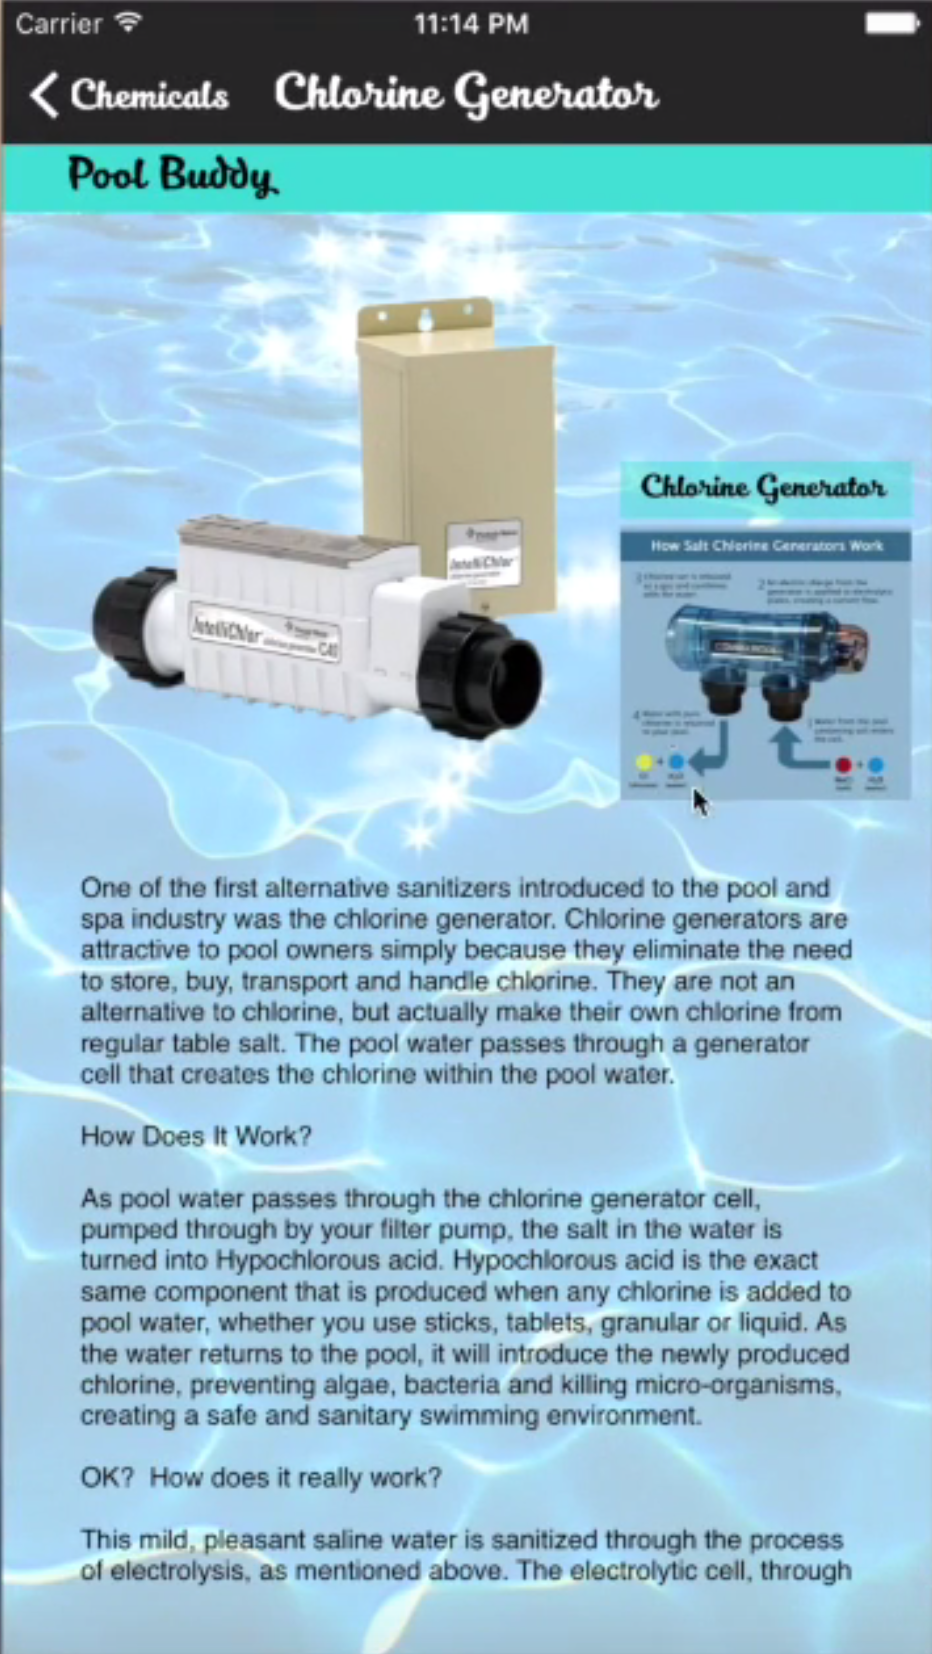 Carrier
11:14 PM
Chemicals
Chlorine Generator
Pool Buddy
IntelliChlor
IntelliChlor
C40
Chlorine Generator
How Salt Chlorine Generators Work
One of the first alternative sanitizers introduced to the pool and
spa industry was the chlorine generator. Chlorine generators are
attractive to pool owners simply because they eliminate the need
to store, buy, transport and handle chlorine. They are not an
alternative to chlorine, but actually make their own chlorine from
regular table salt. The pool water passes through a generator
cell that creates the chlorine within the pool water.
How Does It Work?
As pool water passes through the chlorine generator cell,
pumped through by your filter pump, the salt in the water is
turned into Hypochlorous acid. Hypochlorous acid is the exact
same component that is produced when any chlorine is added to
pool water, whether you use sticks, tablets, granular or liquid. As
the water returns to the pool, it will introduce the newly produced
chlorine, preventing algae, bacteria and killing micro-organisms,
creating a safe and sanitary swimming environment.
OK?  How does it really work?
This mild, pleasant saline water is sanitized through the process
of electrolysis, as mentioned above. The electrolytic cell, through